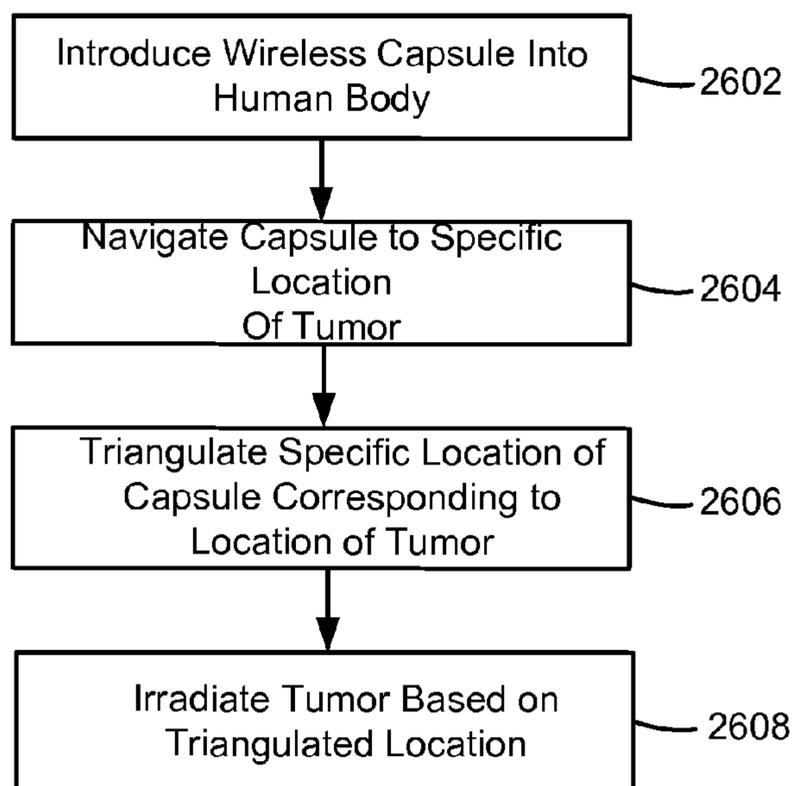 Introduce Wireless Capsule Into
Human Body
2602
Navigate Capsule to Specific
Location
Of Tumor
2604
Triangulate Specific Location of
Capsule Corresponding to
Location of Tumor
2606
Irradiate Tumor Based on
Triangulated Location
2608